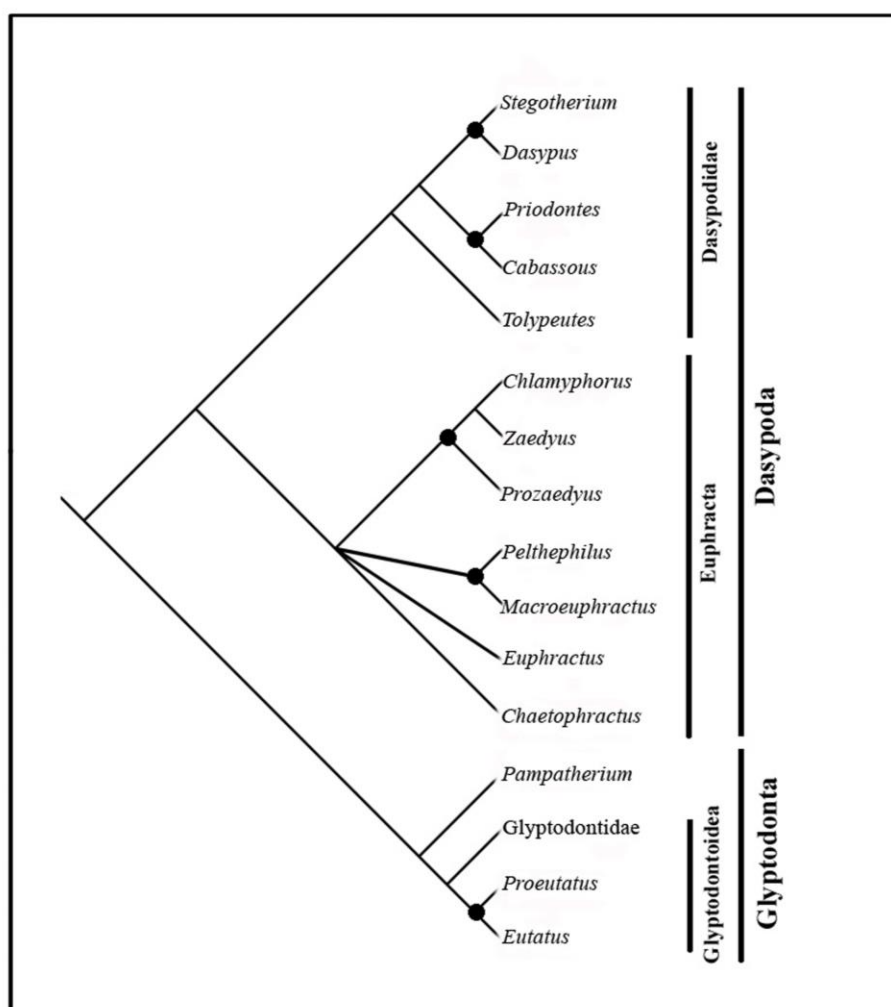 Stegotherium
Dasypus
Priodontes
Cabassous
Tolypeutes
Chlamyphorus
Zaedyus
Prozaedyus
Pelthephilus
Macroeuphractus
Euphractus
Chaetophractus
Pampatherium
Glyptodontidae
Proeutatus
Eutatus
Dasypodidae
Euphracta
Glyptodontoidea
Dasypoda
Glyptodonta